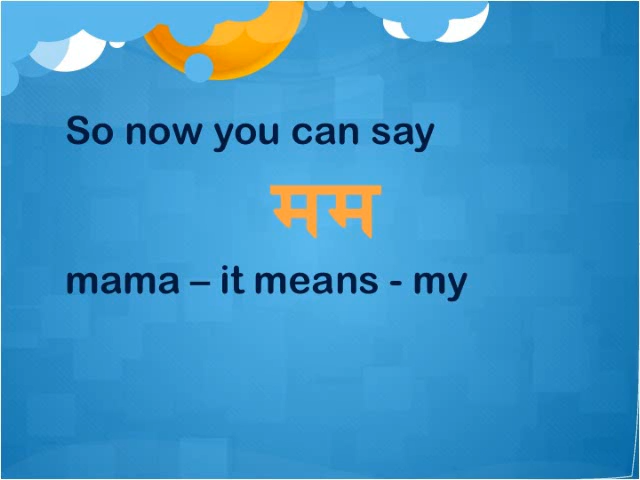 So now you can say
मम
mama – it means - my